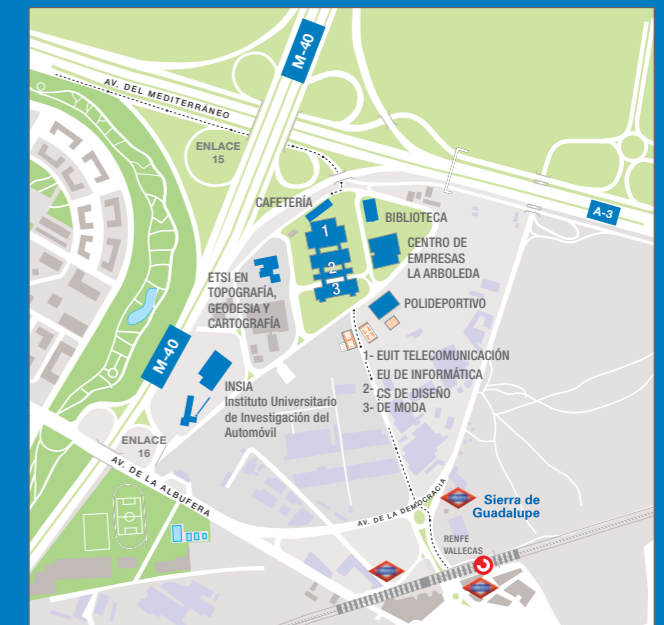 M-40
AV. DEL MEDITERRÁNEO
ENLACE
15
A-3
CAFETERÍA
BIBLIOTECA
1
2
3
CENTRO DE
EMPRESAS
LA ARBOLEDA
ETSI EN
TOPOGRAFÍA,
GEODESIA Y
CARTOGRAFÍA
POLIDEPORTIVO
M-40
1- EUIT TELECOMUNICACIÓN
EU DE INFORMÁTICA
2- CS DE DISEÑO
3- DE MODA
INSIA
Instituto Universitario
de Investigación del
Automóvil
ENLACE
16
AV. DE LA ALBUFERA
AV. DE LA DEMOCRACIA
Sierra de
Guadalupe
RENFE
VALLECAS